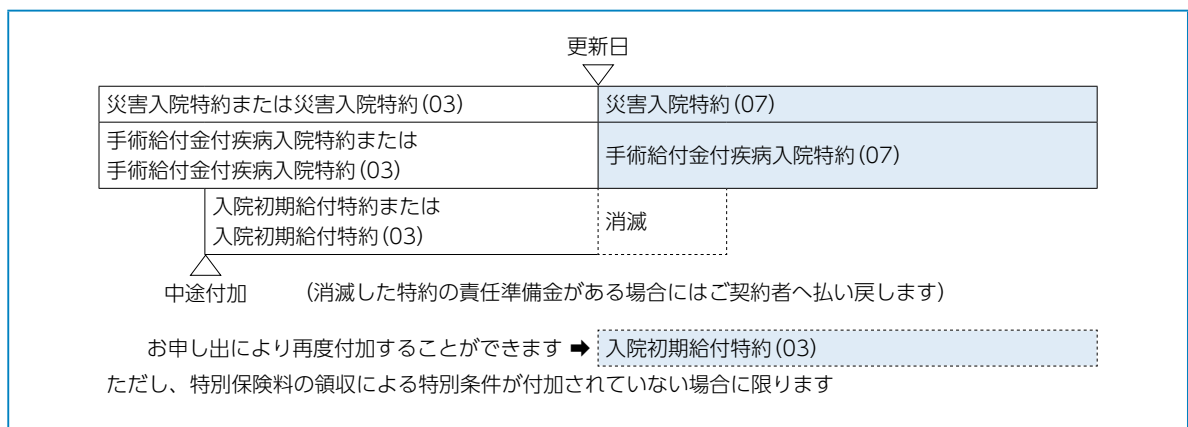 更新日
災害入院特約または災害入院特約(03)
災害入院特約(07)
手術給付金付疾病入院特約または
手術給付金付疾病入院特約(03)
手術給付金付疾病入院特約(07)
入院初期給付特約または
入院初期給付特約(03)
消滅
中途付加 (消滅した特約の責任準備金がある場合にはご契約者へ払い戻します)
お申し出により再度付加することができます ➡ 入院初期給付特約(03)
ただし、特別保険料の領収による特別条件が付加されていない場合に限ります